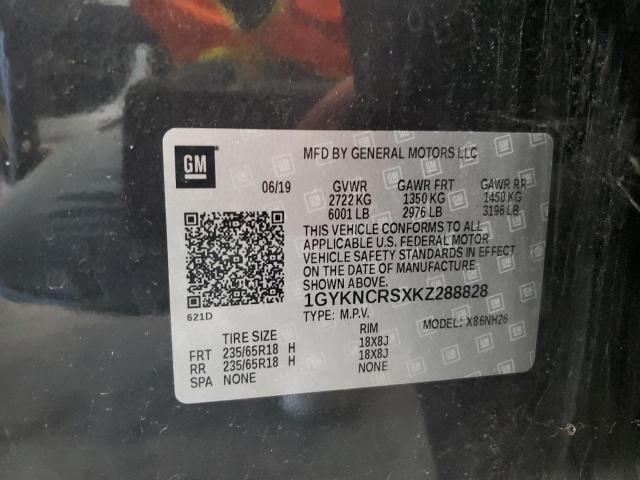 GM
MFD BY GENERAL MOTORS LLC
06/19 GVWR GAWR FRT GAWR RR
2722 KG 1350 KG 1450 KG
6001 LB 2976 LB 3196 LB
THIS VEHICLE CONFORMS TO ALL
APPLICABLE U.S. FEDERAL MOTOR
VEHICLE SAFETY STANDARDS IN EFFECT
ON THE DATE OF MANUFACTURE
SHOWN ABOVE.
1GYKNCRSXKZ288828
621D
TYPE: M.P.V. MODEL: X86NH26
TIRE SIZE RIM
FRT 235/65R18 H 18X8J
RR 235/65R18 H 18X8J
SPA NONE NONE